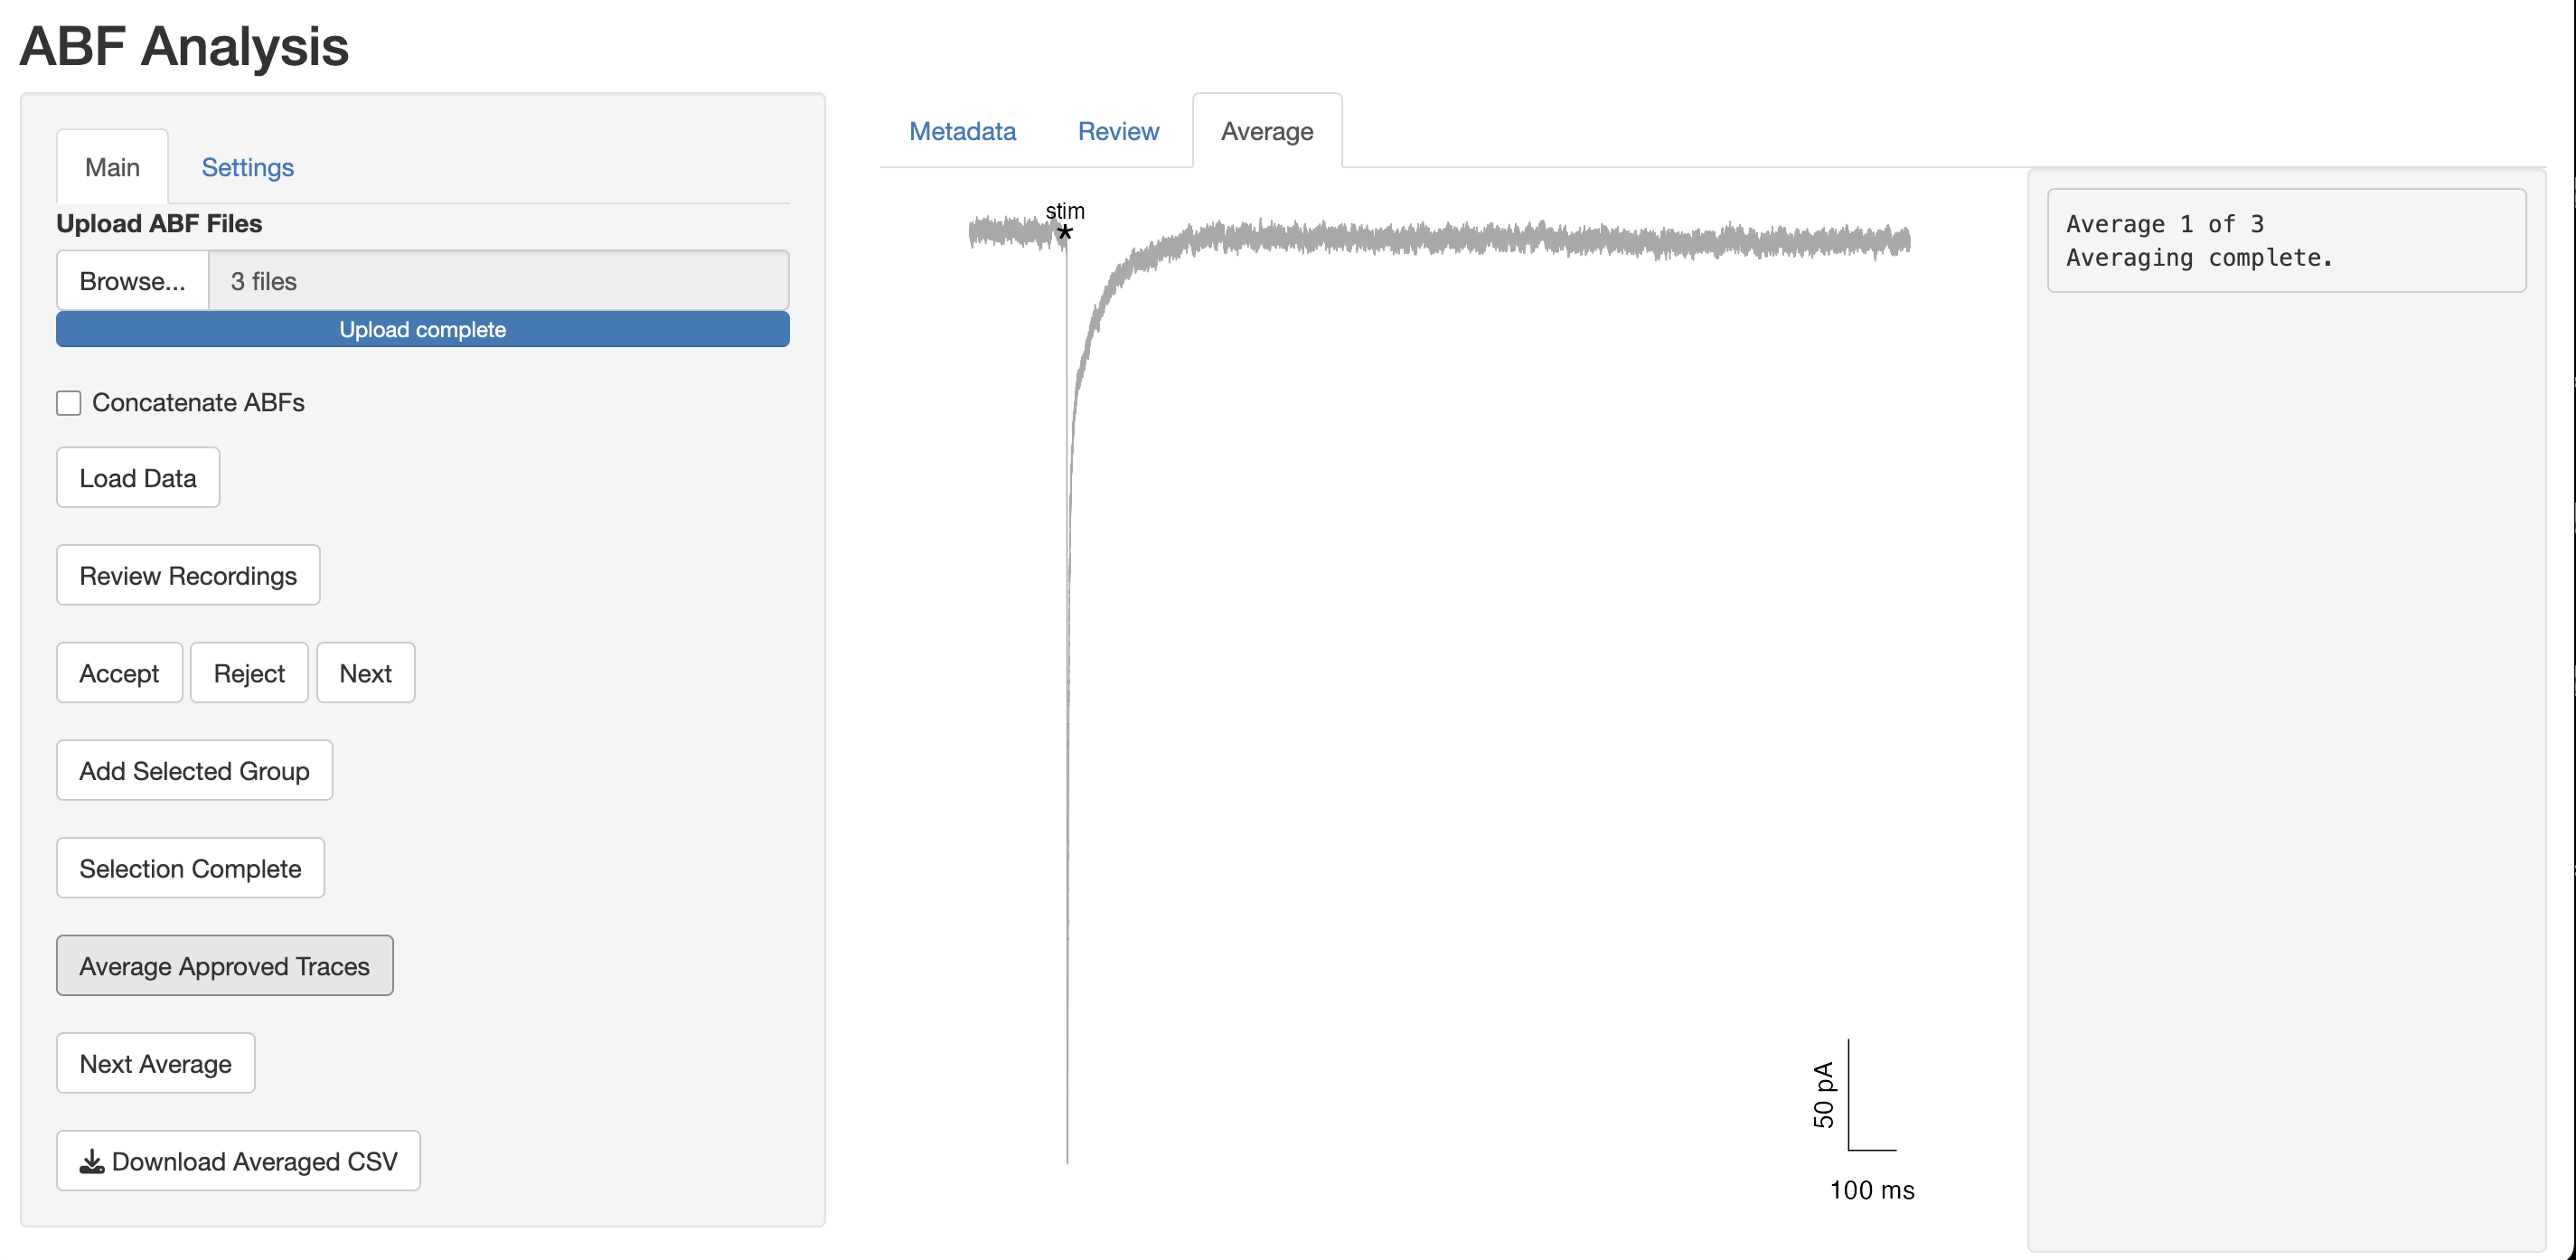 ABF Analysis
Main
Settings
Upload ABF Files
Browse...
3 files
Upload complete
Concatenate ABFs
Load Data
Review Recordings
Accept
Reject
Next
Add Selected Group
Selection Complete
Average Approved Traces
Next Average
Download Averaged CSV
Metadata
Review
Average
stim
*
50 pA
100 ms
Average 1 of 3
Averaging complete.